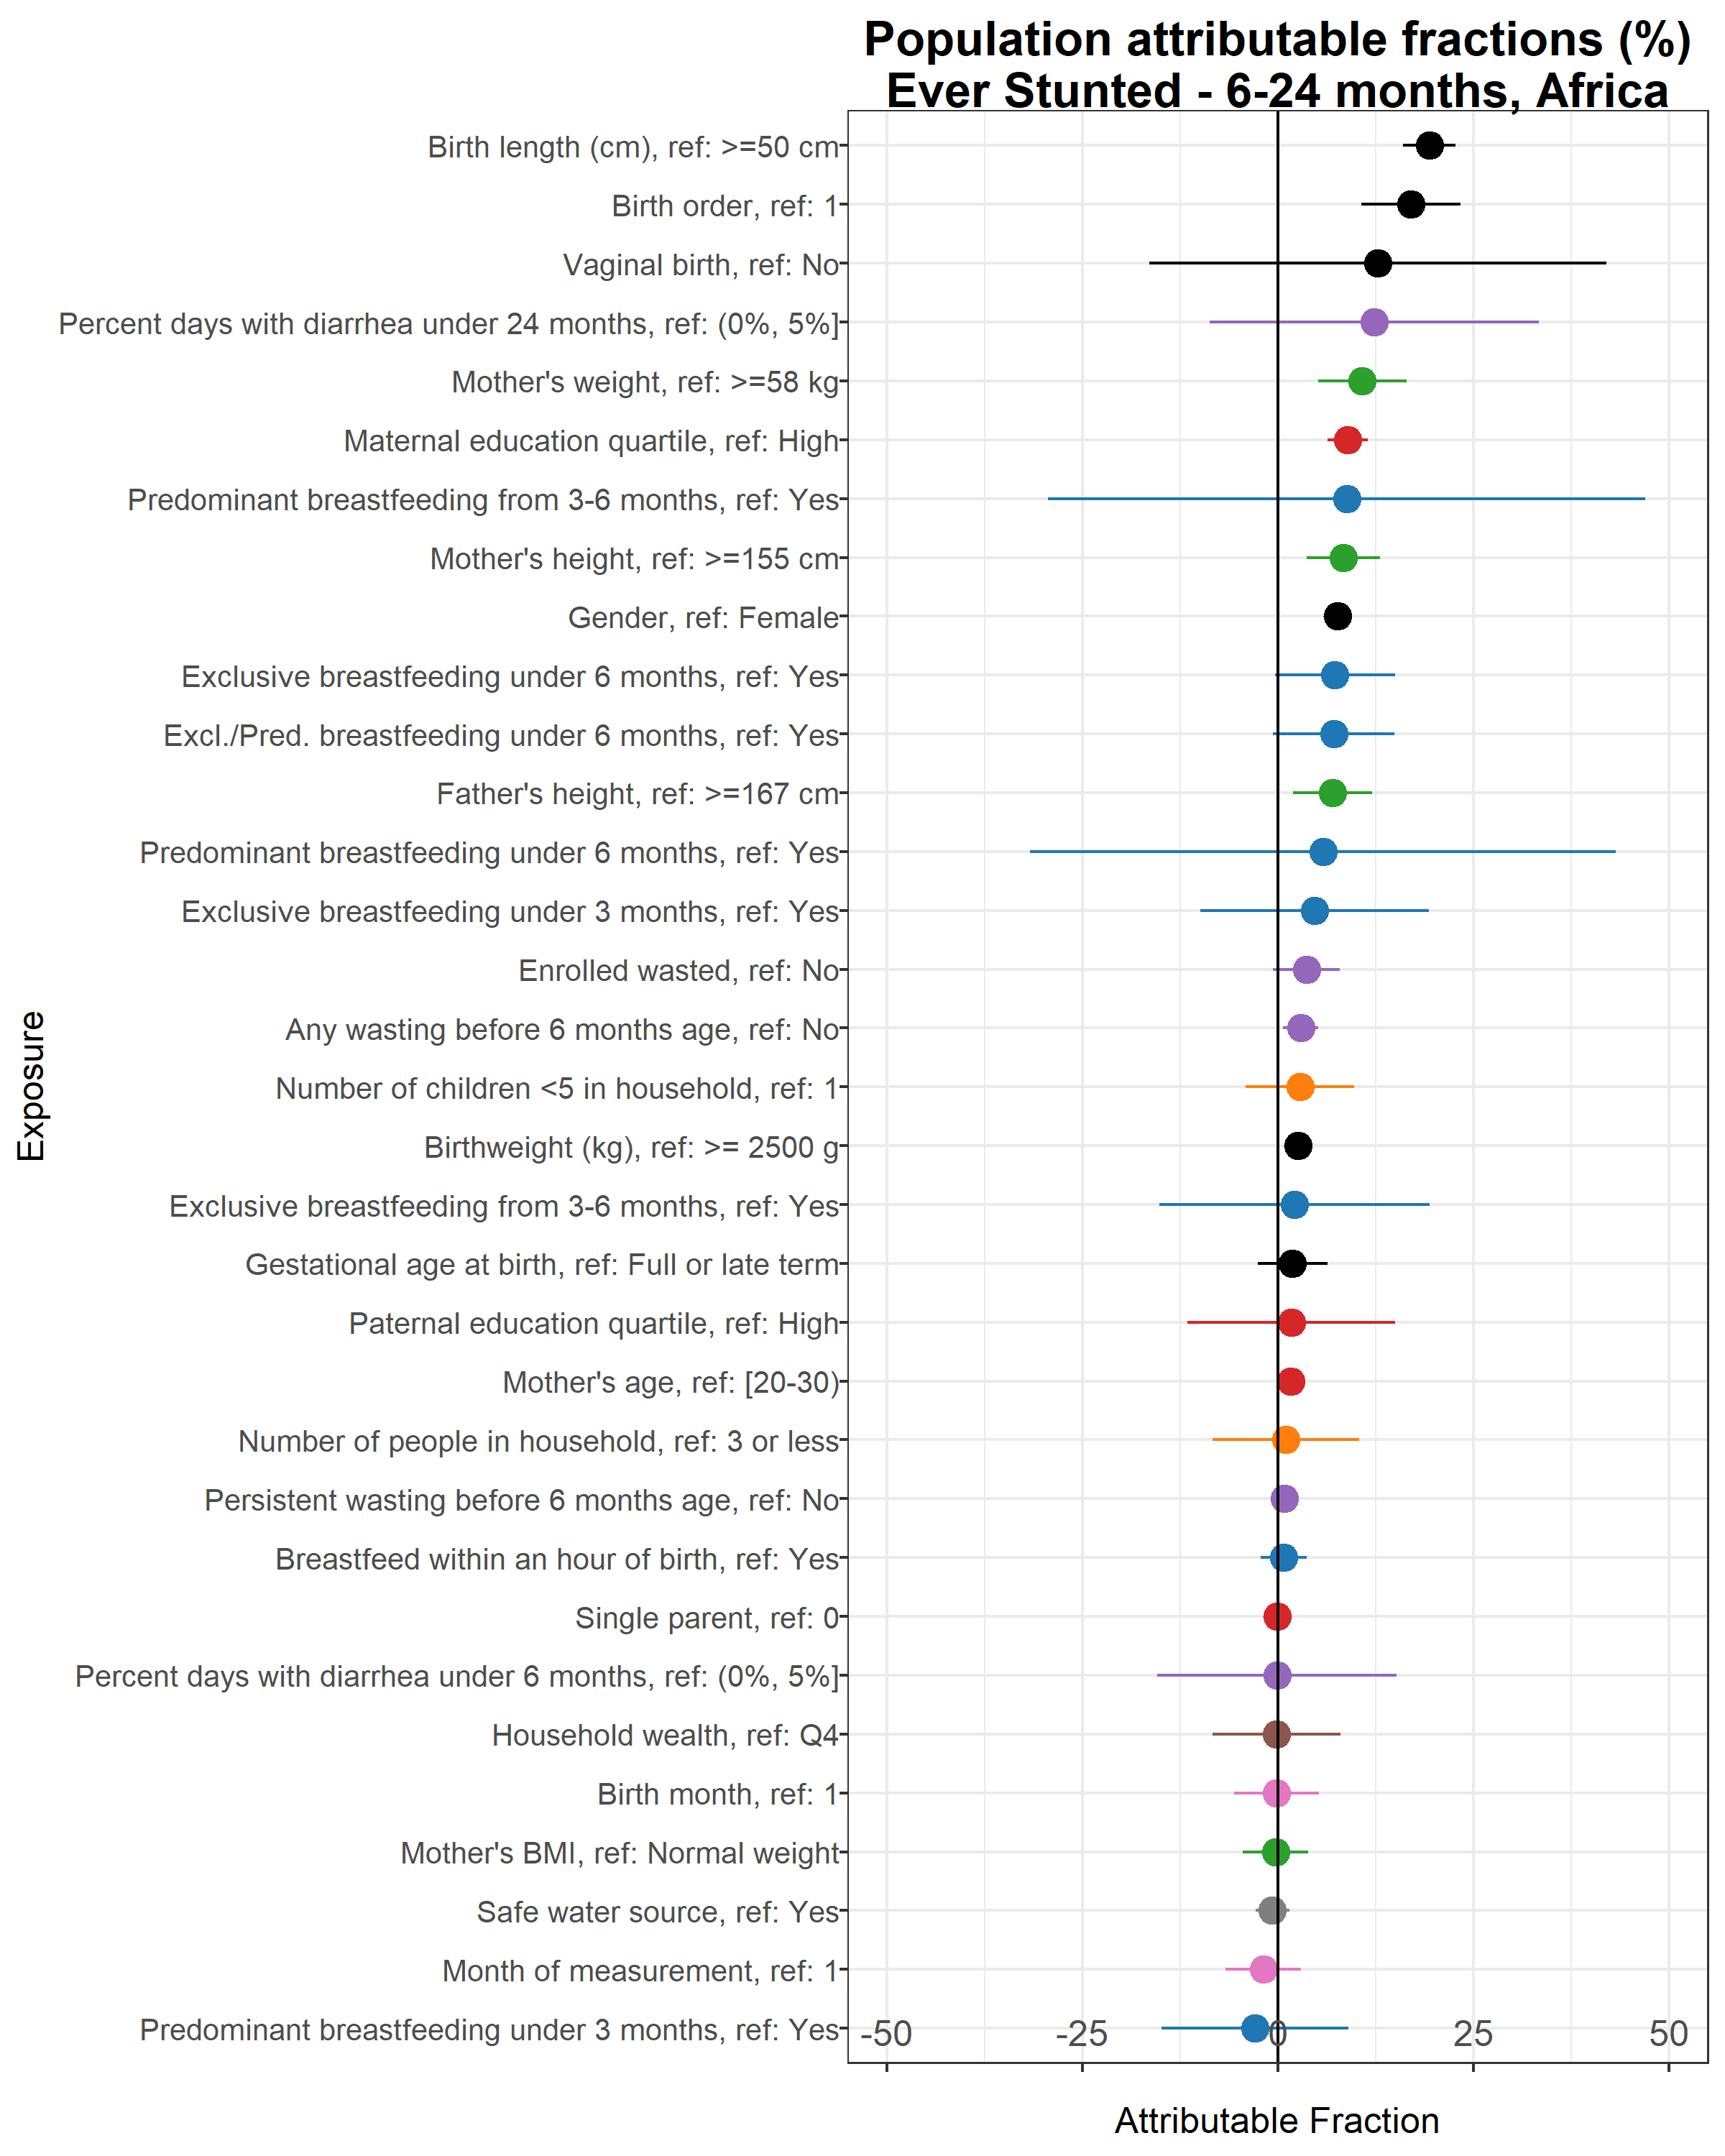 Population attributable fractions (%)
Ever Stunted - 6-24 months, Africa
Birth length (cm), ref: >=50 cm
Birth order, ref: 1
Vaginal birth, ref: No
Percent days with diarrhea under 24 months, ref: (0%, 5%]
Mother's weight, ref: >=58 kg
Maternal education quartile, ref: High
Predominant breastfeeding from 3-6 months, ref: Yes
Mother's height, ref: >=155 cm
Gender, ref: Female
Exclusive breastfeeding under 6 months, ref: Yes
Excl./Pred. breastfeeding under 6 months, ref: Yes
Father's height, ref: >=167 cm
Predominant breastfeeding under 6 months, ref: Yes
Exclusive breastfeeding under 3 months, ref: Yes
Enrolled wasted, ref: No
Any wasting before 6 months age, ref: No
Number of children <5 in household, ref: 1
Birthweight (kg), ref: >= 2500 g
Exclusive breastfeeding from 3-6 months, ref: Yes
Gestational age at birth, ref: Full or late term
Paternal education quartile, ref: High
Mother's age, ref: [20-30)
Number of people in household, ref: 3 or less
Persistent wasting before 6 months age, ref: No
Breastfeed within an hour of birth, ref: Yes
Single parent, ref: 0
Percent days with diarrhea under 6 months, ref: (0%, 5%]
Household wealth, ref: Q4
Birth month, ref: 1
Mother's BMI, ref: Normal weight
Safe water source, ref: Yes
Month of measurement, ref: 1
Predominant breastfeeding under 3 months, ref: Yes
Exposure
-50 -25 0 25 50
Attributable Fraction